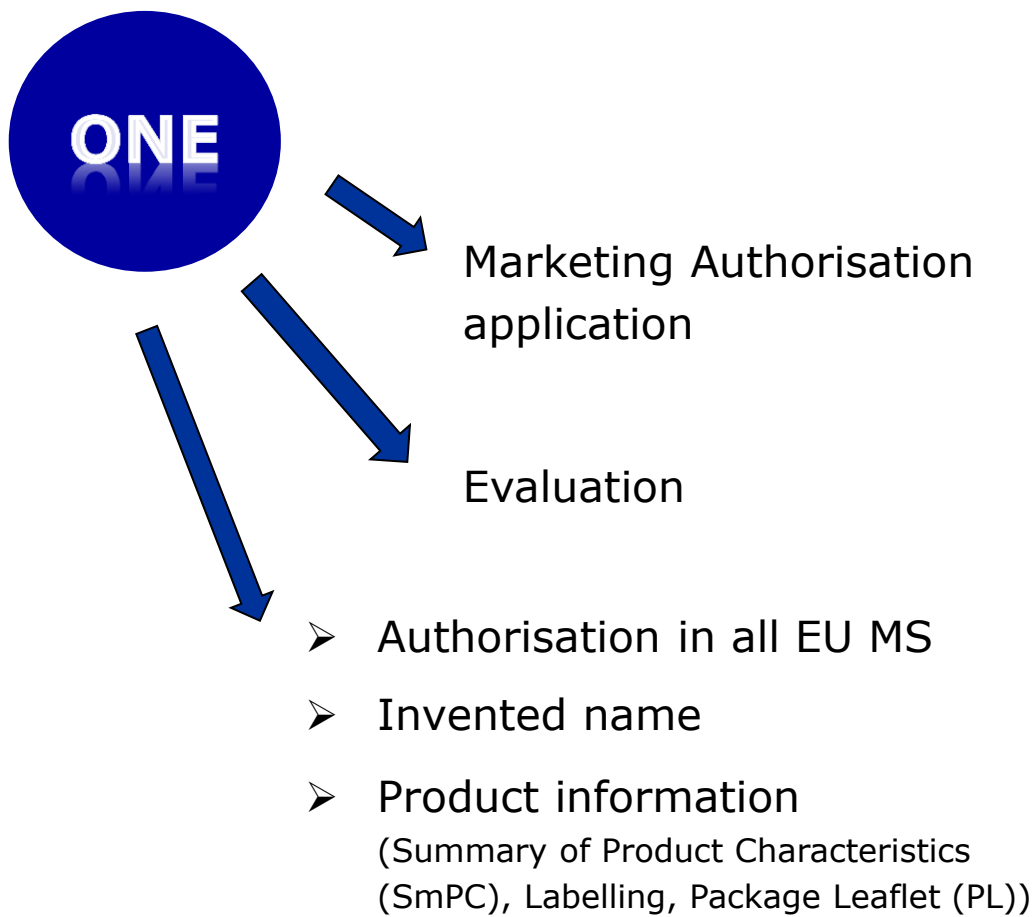 ONE
Marketing Authorisation
application
Evaluation
➢ Authorisation in all EU MS
➢ Invented name
➢ Product information
(Summary of Product Characteristics
(SmPC), Labelling, Package Leaflet (PL))